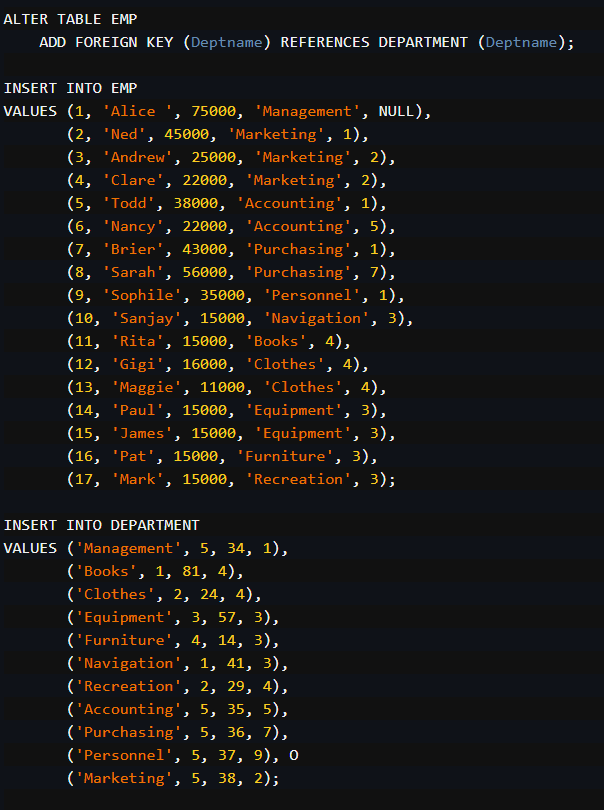 ALTER TABLE EMP
ADD FOREIGN KEY (Deptname) REFERENCES DEPARTMENT (Deptname);
INSERT INTO EMP
VALUES (1, 'Alice ', 75000, 'Management', NULL),
(2, 'Ned', 45000, 'Marketing', 1),
(3, 'Andrew', 25000, 'Marketing', 2),
(4, 'Clare', 22000, 'Marketing', 2),
(5, 'Todd', 38000, 'Accounting', 1),
(6, 'Nancy', 22000, 'Accounting', 5),
(7, 'Brier', 43000, 'Purchasing', 1),
(8, 'Sarah', 56000, 'Purchasing', 7),
(9, 'Sophile', 35000, 'Personnel', 1),
(10, 'Sanjay', 15000, 'Navigation', 3),
(11, 'Rita', 15000, 'Books', 4),
(12, 'Gigi', 16000, 'Clothes', 4),
(13, 'Maggie', 11000, 'Clothes', 4),
(14, 'Paul', 15000, 'Equipment', 3),
(15, 'James', 15000, 'Equipment', 3),
(16, 'Pat', 15000, 'Furniture', 3),
(17, 'Mark', 15000, 'Recreation', 3);
INSERT INTO DEPARTMENT
VALUES ('Management', 5, 34, 1),
('Books', 1, 81, 4),
('Clothes', 2, 24, 4),
('Equipment', 3, 57, 3),
('Furniture', 4, 14, 3),
('Navigation', 1, 41, 3),
('Recreation', 2, 29, 4),
('Accounting', 5, 35, 5),
('Purchasing', 5, 36, 7),
('Personnel', 5, 37, 9), O
('Marketing', 5, 38, 2);